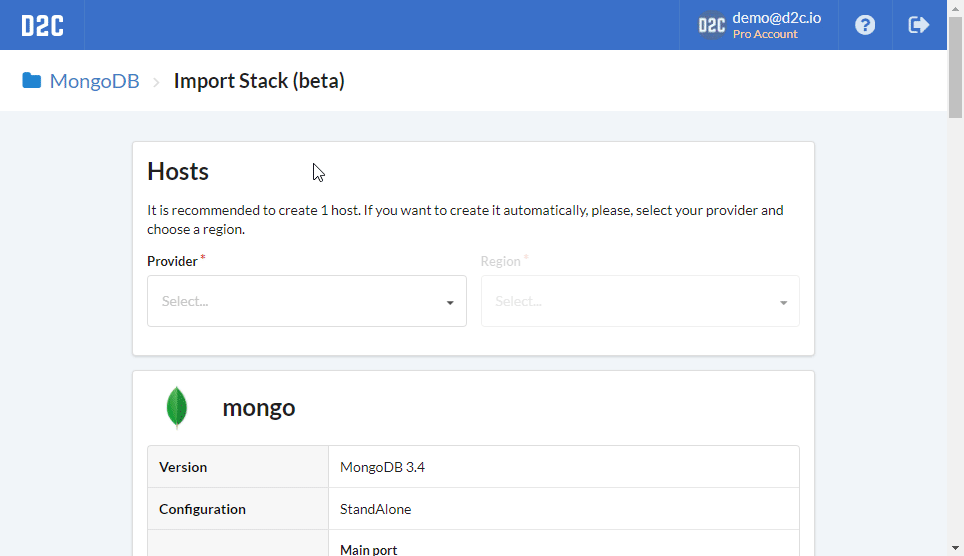 D2C
D2C
demo@d2c.io
Pro Account
?
MongoDB
Import Stack (beta)
Hosts
It is recommended to create 1 host. If you want to create it automatically, please, select your provider and
choose a region.
Provider *
Region *
Select...
Select...
mongo
Version
MongoDB 3.4
Configuration
StandAlone
Main port